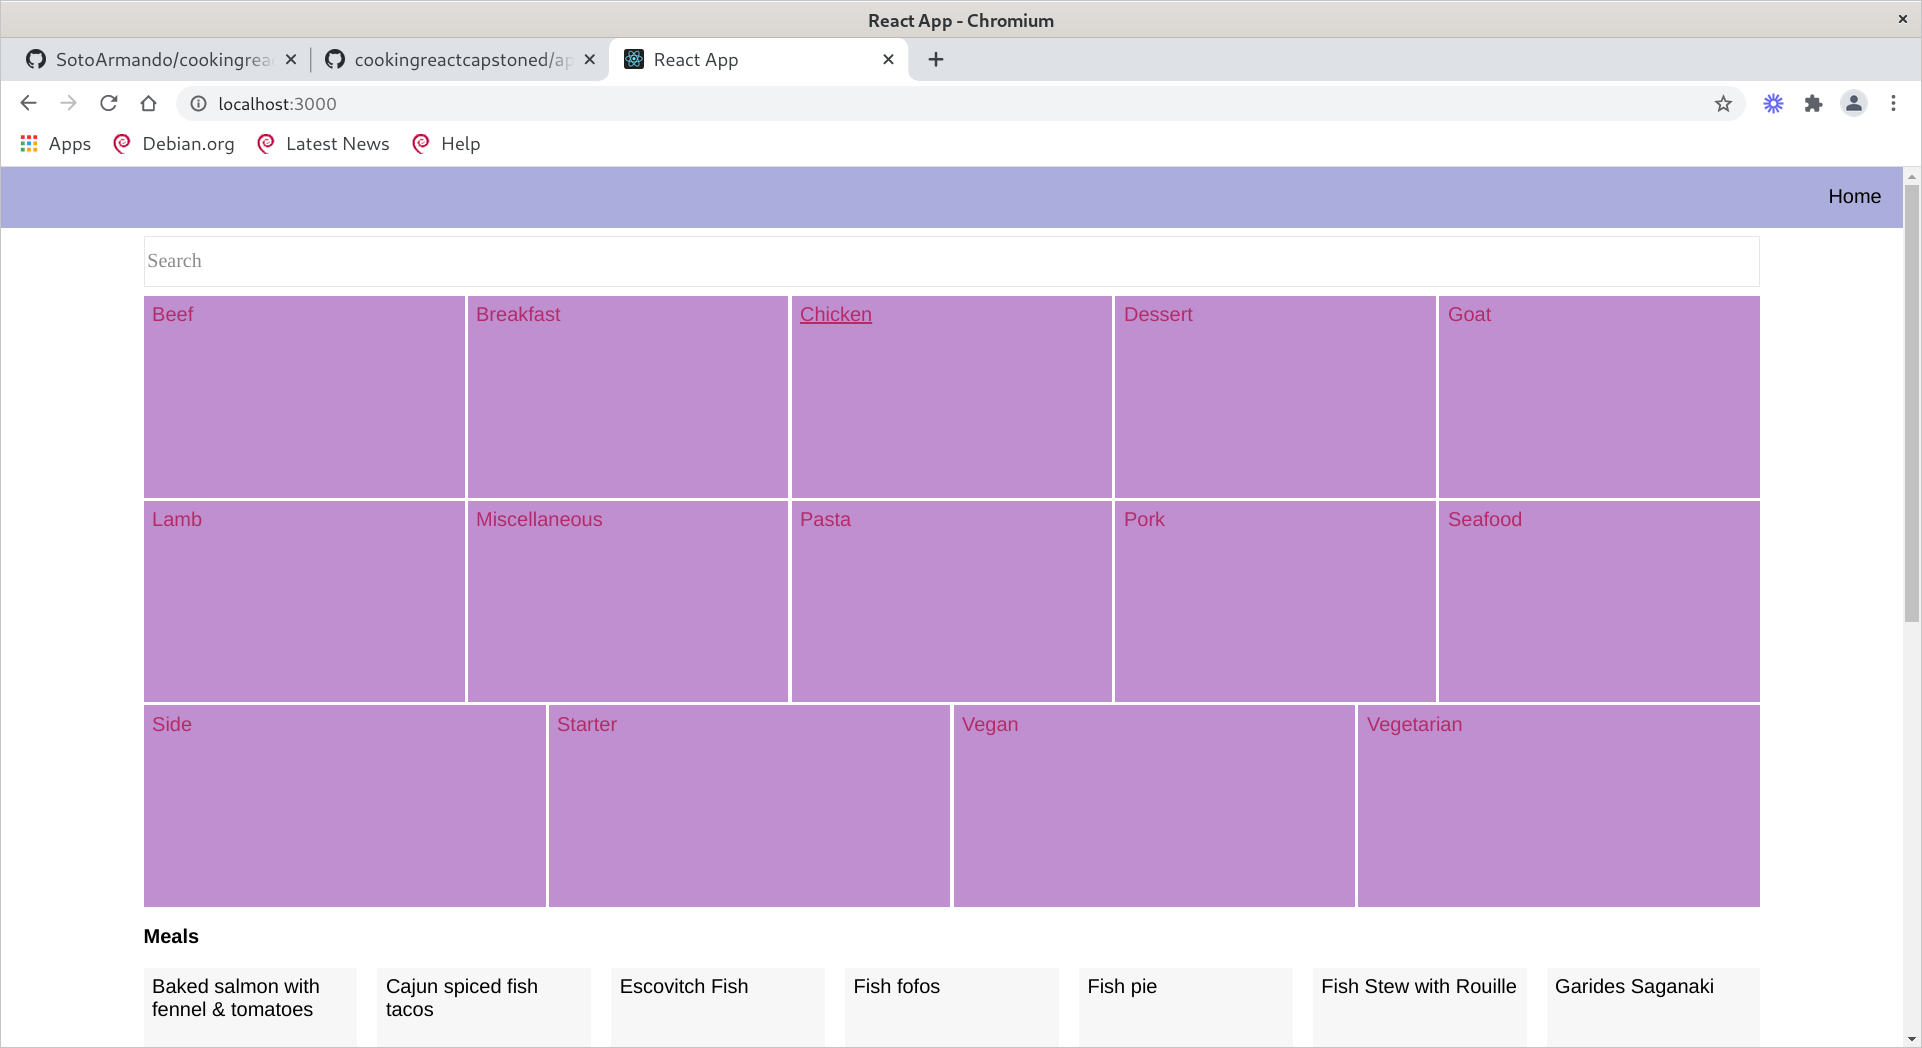 React App - Chromium
SotoArmando/cookingrea
cookingreactcapstoned/ap
React App
localhost:3000
Apps
Debian.org
Latest News
Help
Home
Search
Beef
Breakfast
Chicken
Dessert
Goat
Lamb
Miscellaneous
Pasta
Pork
Seafood
Side
Starter
Vegan
Vegetarian
Meals
Baked salmon with
fennel & tomatoes
Cajun spiced fish
tacos
Escovitch Fish
Fish fofos
Fish pie
Fish Stew with Rouille
Garides Saganaki